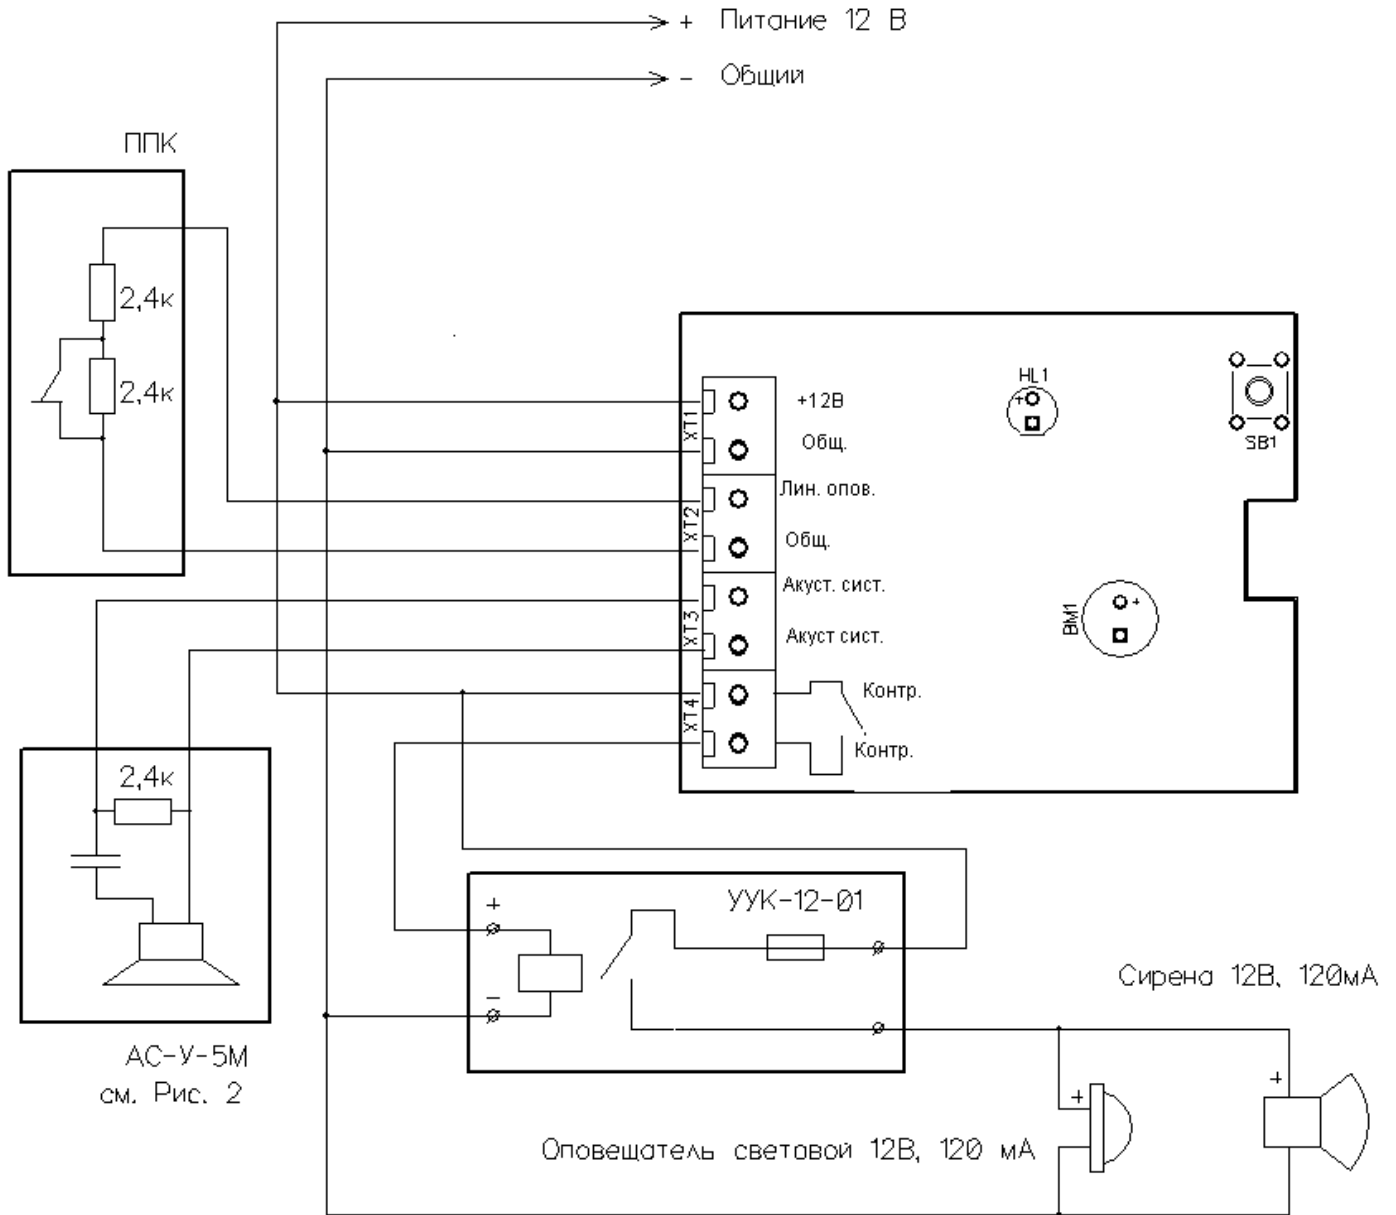 + Питание 12 В
- Общий
ППК
2,4к
2,4к
HL1
+
SB1
XT1
+12В
Общ.
XT2
Лин. опов.
Общ.
XT3
Акуст. сист.
Акуст сист.
BM1
+
XT4
Контр.
Контр.
2,4к
АС-У-5М
см. Рис. 2
УУК-12-01
+
-
Сирена 12В, 120мА
+
+
Оповещатель световой 12В, 120 мА